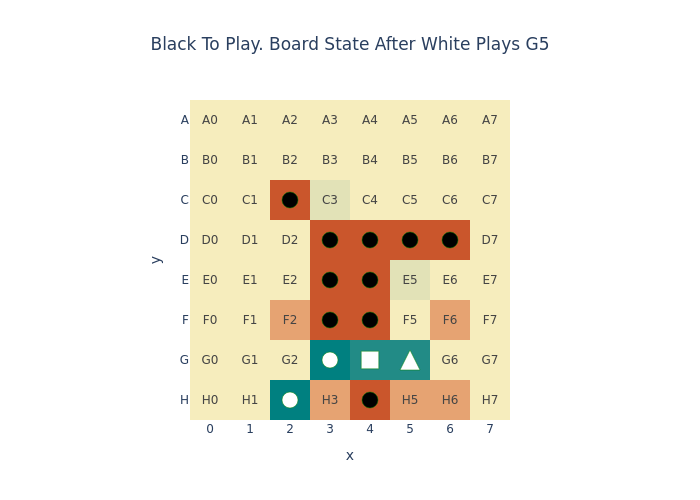 Black To Play. Board State After White Plays G5
A A0 A1 A2 A3 A4 A5 A6 A7
B B0 B1 B2 B3 B4 B5 B6 B7
C C0 C1 C3 C4 C5 C6 C7
D D0 D1 D2 D7
E E0 E1 E2 E5 E6 E7
F F0 F1 F2 F5 F6 F7
G G0 G1 G2 G6 G7
H H0 H1 H3 H5 H6 H7
0 1 2 3 4 5 6 7
x
y